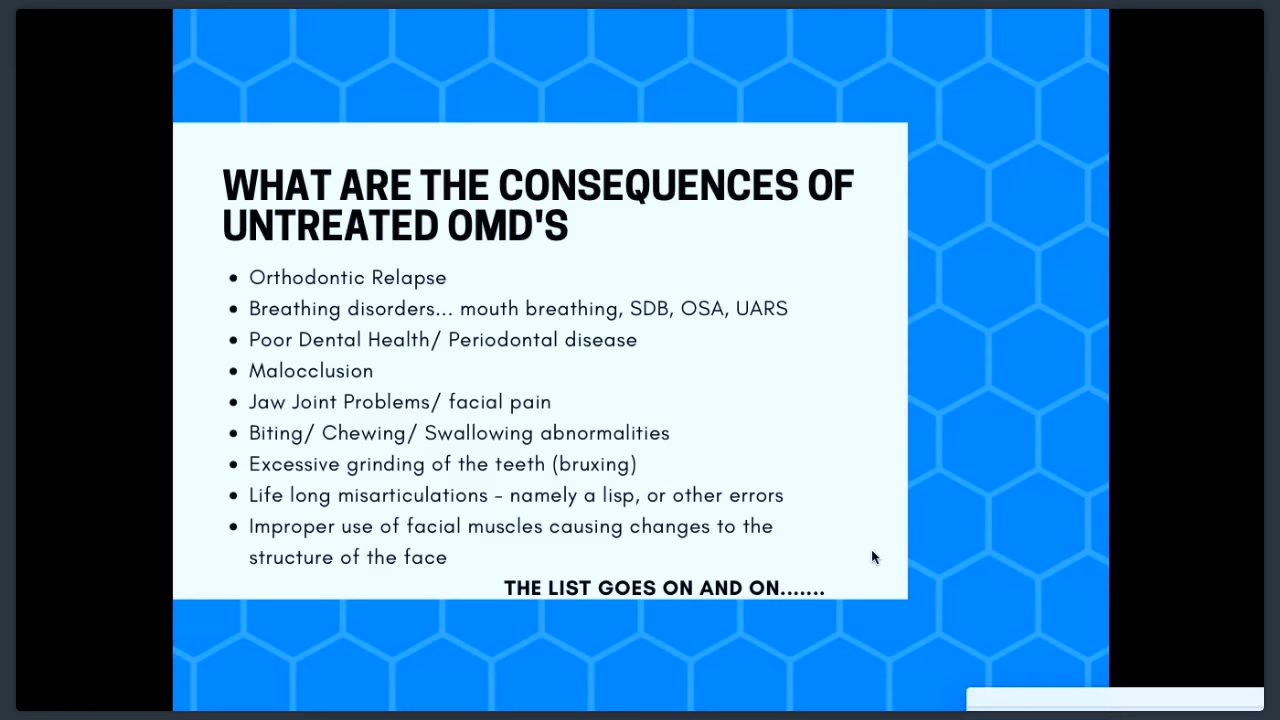 WHAT ARE THE CONSEQUENCES OF
UNTREATED OMD'S
• Orthodontic Relapse
• Breathing disorders... mouth breathing, SDB, OSA, UARS
• Poor Dental Health/ Periodontal disease
• Malocclusion
• Jaw Joint Problems/ facial pain
• Biting/ Chewing/ Swallowing abnormalities
• Excessive grinding of the teeth (bruxing)
• Life long misarticulations - namely a lisp, or other errors
• Improper use of facial muscles causing changes to the
structure of the face
THE LIST GOES ON AND ON.......